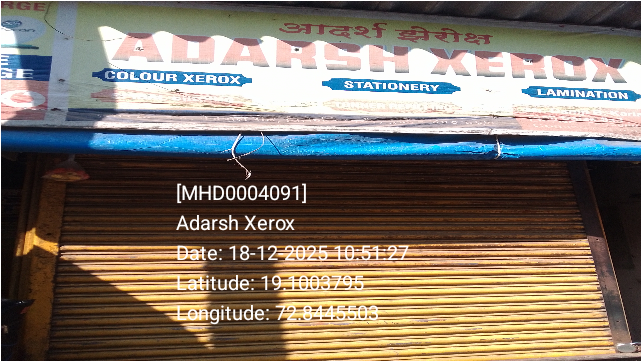 आदर्श झेरोक्ष
ADARSH XEROX
COLOUR XEROX
STATIONERY
LAMINATION
[MHD0004091]
Adarsh Xerox
Date: 18-12-2025 10:51:27
Latitude: 19.1003795
Longitude: 72.8445503